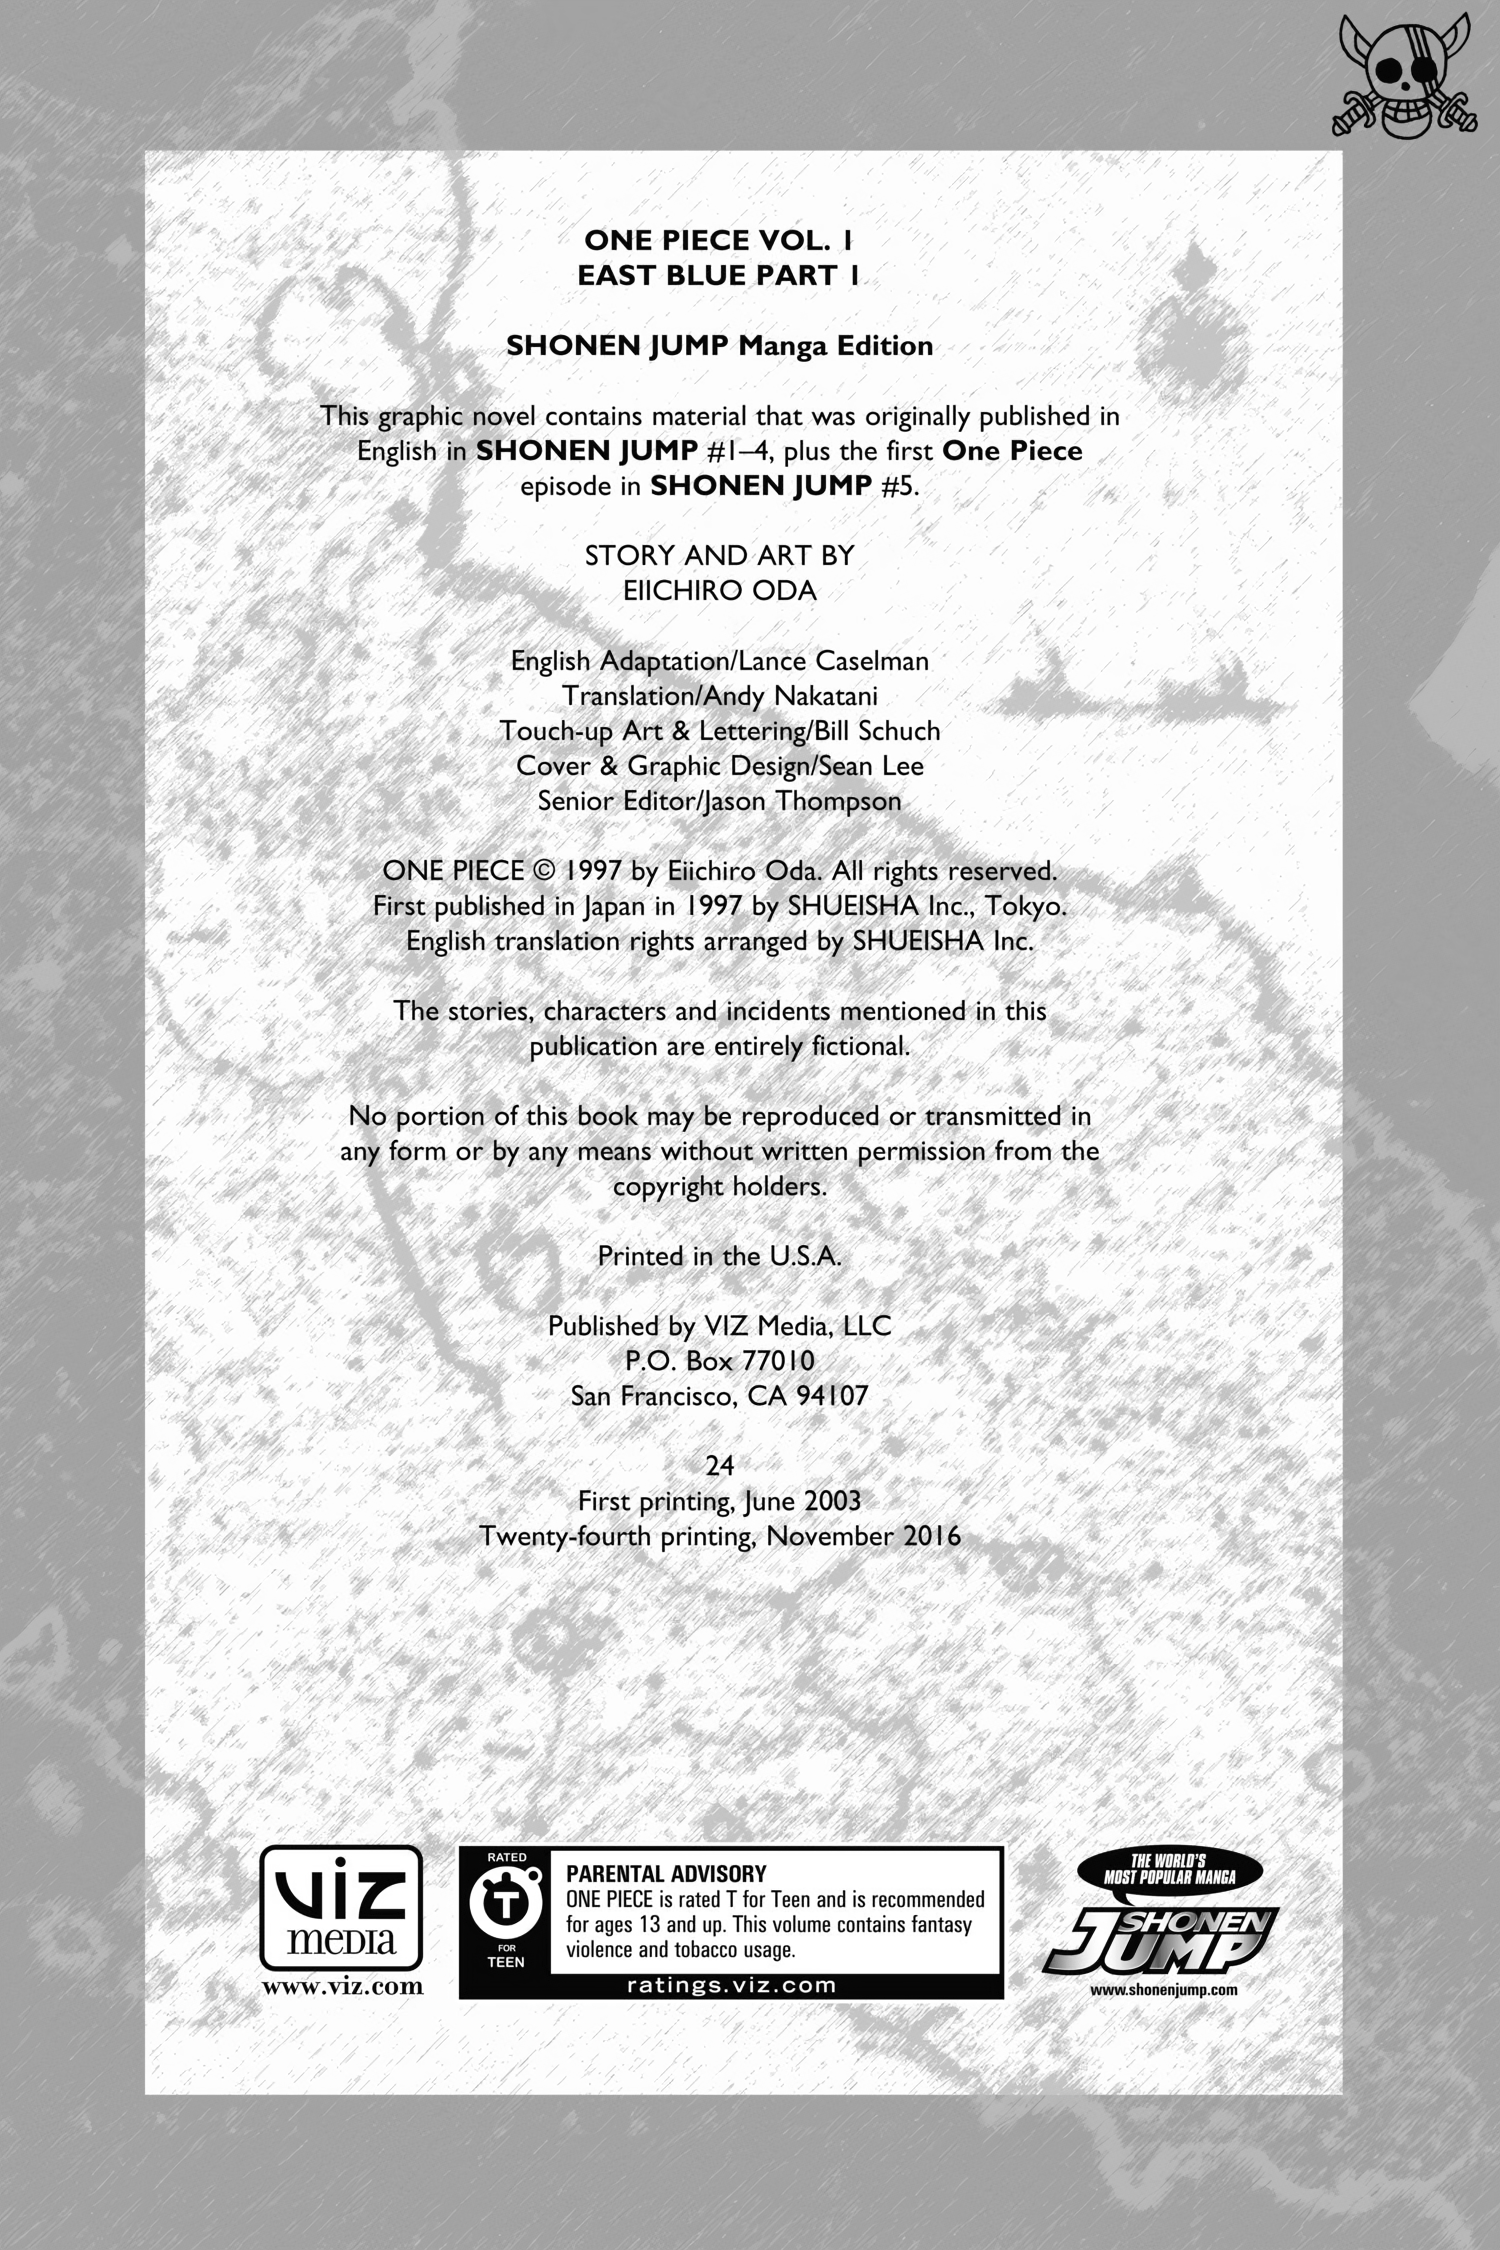 ONE PIECE VOL. 1
EAST BLUE PART 1
SHONEN JUMP Manga Edition
This graphic novel contains material that was originally published in
English in SHONEN JUMP #1–4, plus the first One Piece
episode in SHONEN JUMP #5.
STORY AND ART BY
EIICHIRO ODA
English Adaptation/Lance Caselman
Translation/Andy Nakatani
Touch-up Art & Lettering/Bill Schuch
Cover & Graphic Design/Sean Lee
Senior Editor/Jason Thompson
ONE PIECE © 1997 by Eiichiro Oda. All rights reserved.
First published in Japan in 1997 by SHUEISHA Inc., Tokyo.
English translation rights arranged by SHUEISHA Inc.
The stories, characters and incidents mentioned in this
publication are entirely fictional.
No portion of this book may be reproduced or transmitted in
any form or by any means without written permission from the
copyright holders.
Printed in the U.S.A.
Published by VIZ Media, LLC
P.O. Box 77010
San Francisco, CA 94107
24
First printing, June 2003
Twenty-fourth printing, November 2016
viz
media
www.viz.com
RATED
T
FOR
TEEN
PARENTAL ADVISORY
ONE PIECE is rated T for Teen and is recommended
for ages 13 and up. This volume contains fantasy
violence and tobacco usage.
ratings.viz.com
THE WORLD'S
MOST POPULAR MANGA
SHONEN
JUMP
www.shonenjump.com